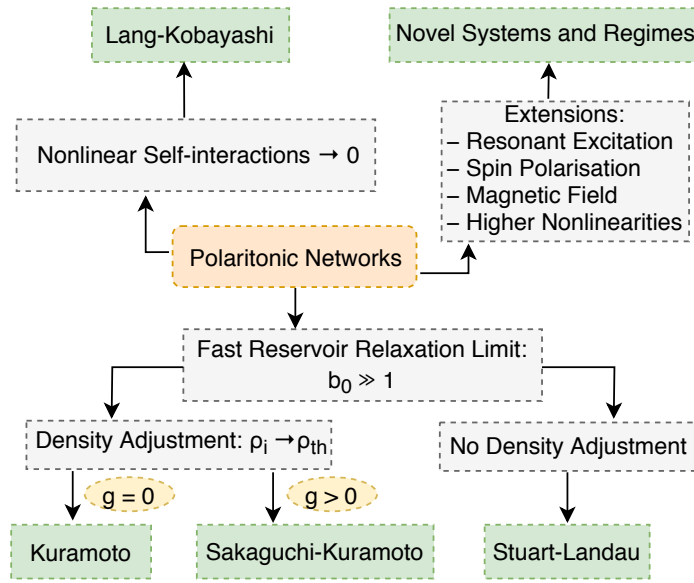 Lang-Kobayashi
Novel Systems and Regimes
Nonlinear Self-interactions → 0
Extensions:
– Resonant Excitation
– Spin Polarisation
– Magnetic Field
– Higher Nonlinearities
Polaritonic Networks
Fast Reservoir Relaxation Limit:
b₀ ≫ 1
Density Adjustment: ρᵢ → ρₜₕ
No Density Adjustment
g = 0
g > 0
Kuramoto
Sakaguchi-Kuramoto
Stuart-Landau